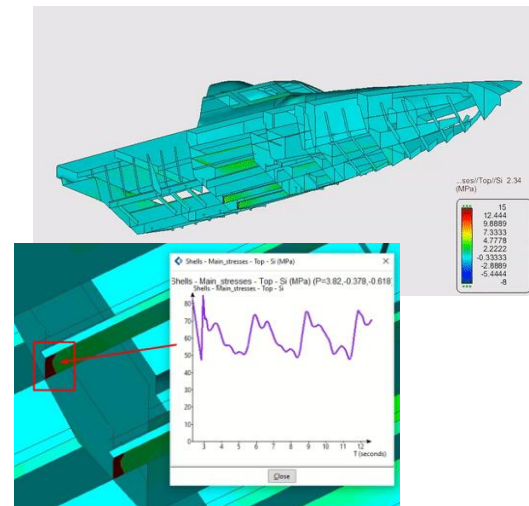 ...ses//Top//Si 2.34
(MPa)
15
12.444
9.8889
7.3333
4.7778
2.2222
-0.33333
-2.8889
-5.4444
-8
Shells - Main_stresses - Top - Si (MPa)
Shells - Main_stresses - Top - Si (MPa) (P=3.82,-0.378,-0.618
Shells - Main_stresses - Top - Si
80
70
60
50
40
30
20
10
0
3 4 5 6 7 8 9 10 11 12
T (seconds)
Close